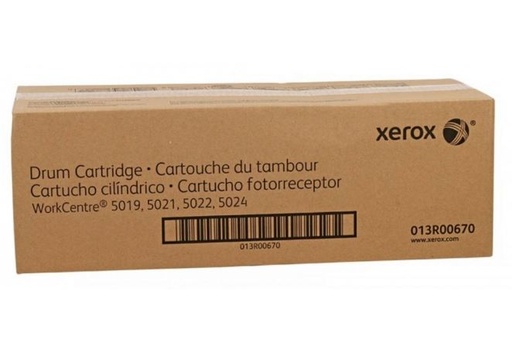 xerox
Drum Cartridge • Cartouche du tambour
Cartucho cilíndrico • Cartucho fotorreceptor
WorkCentre® 5019, 5021, 5022, 5024
013R00670
013R00670
www.xerox.com